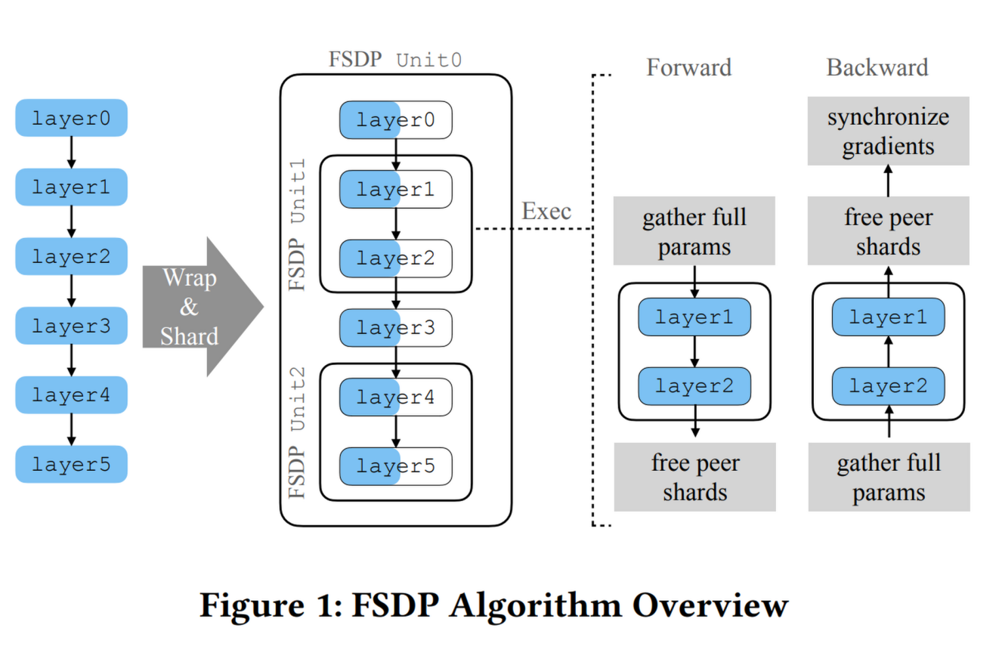 layer0
layer1
layer2
layer3
layer4
layer5
Wrap
&
Shard
FSDP Unit0
layer0
FSDP Unit1
layer1
layer2
layer3
FSDP Unit2
layer4
layer5
Exec
Forward
gather full
params
layer1
layer2
free peer
shards
Backward
synchronize
gradients
free peer
shards
layer1
layer2
gather full
params
Figure 1: FSDP Algorithm Overview